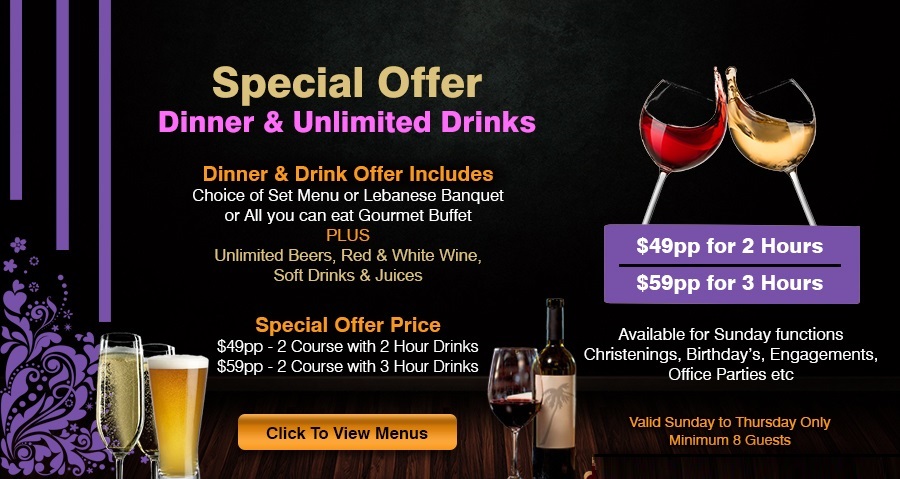 Special Offer
Dinner & Unlimited Drinks
Dinner & Drink Offer Includes
Choice of Set Menu or Lebanese Banquet
or All you can eat Gourmet Buffet
PLUS
Unlimited Beers, Red & White Wine,
Soft Drinks & Juices
Special Offer Price
$49pp - 2 Course with 2 Hour Drinks
$59pp - 2 Course with 3 Hour Drinks
Click To View Menus
$49pp for 2 Hours
$59pp for 3 Hours
Available for Sunday functions
Christenings, Birthday's, Engagements,
Office Parties etc
Valid Sunday to Thursday Only
Minimum 8 Guests